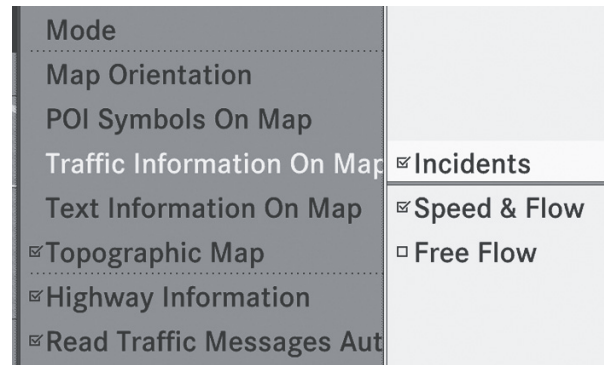 Mode
Map Orientation
POI Symbols On Map
Traffic Information On Map
Text Information On Map
Topographic Map
Highway Information
Read Traffic Messages Aut
Incidents
Speed & Flow
Free Flow